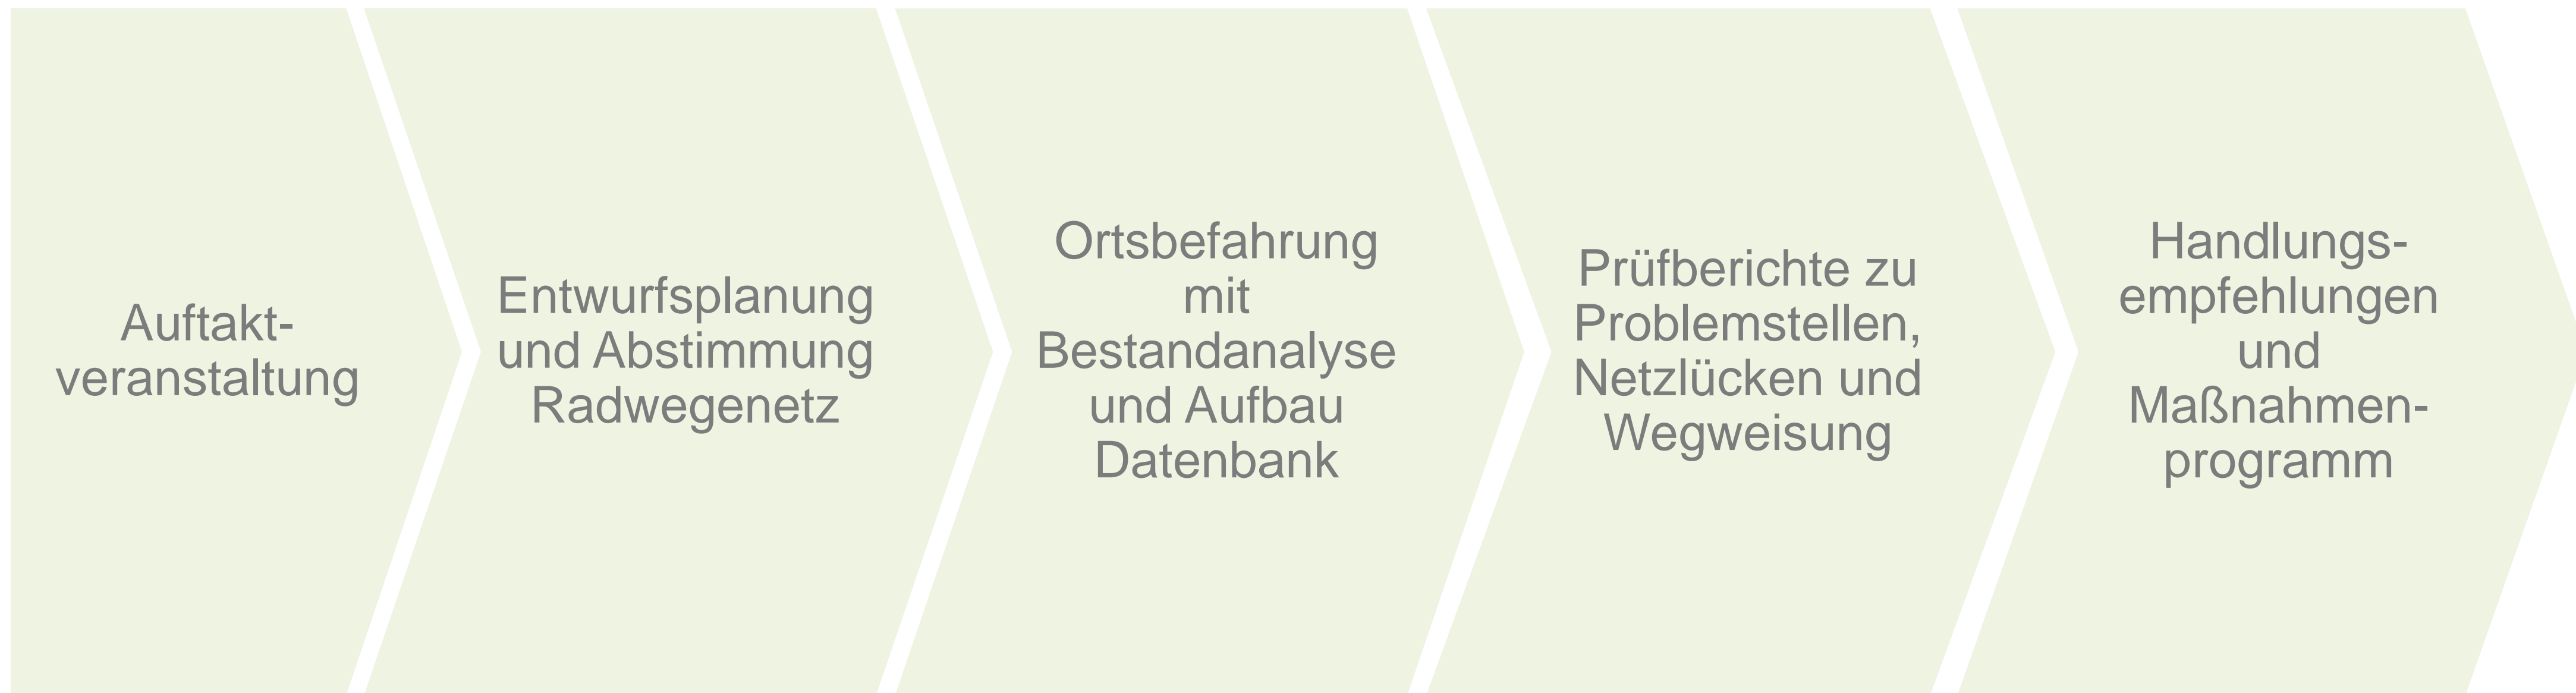 Auftakt-
veranstaltung
Entwurfsplanung
und Abstimmung
Radwegenetz
Ortsbefahrung
mit
Bestandanalyse
und Aufbau
Datenbank
Prüfberichte zu
Problemstellen,
Netzlücken und
Wegweisung
Handlungs-
empfehlungen
und
Maßnahmen-
programm